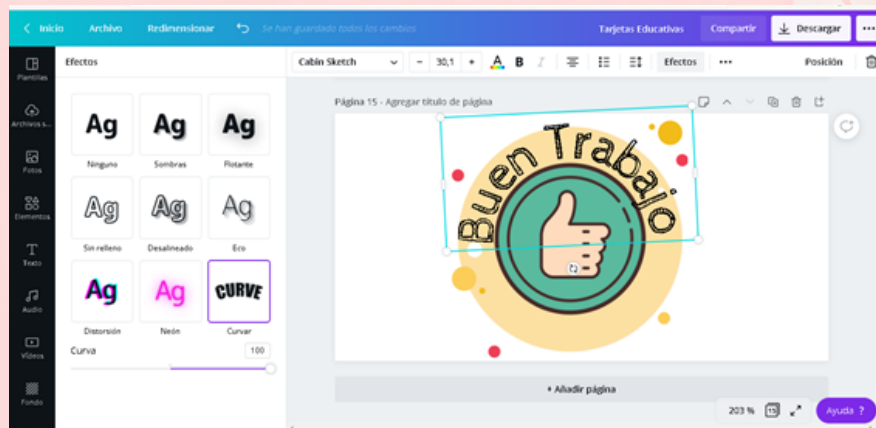 Inicio Archivo Redimensionar Se han guardado todos los cambios Tarjetas Educativas Compartir Descargar
Efectos
Cabin Sketch - 30,1 + A B I Efectos Posición
Plantillas
Archivos s...
Fotos
Elementos
Texto
Audio
Vídeos
Fondo
Ag Ag Ag
Ninguno Sombras Flotante
Ag Ag Ag
Sin relleno Desalineado Eco
Ag Ag CURVE
Distorsión Neón Curvar
Curva 100
Página 15 - Agregar título de página
Buen Trabajo
+ Añadir página
203 % 15 Ayuda ?